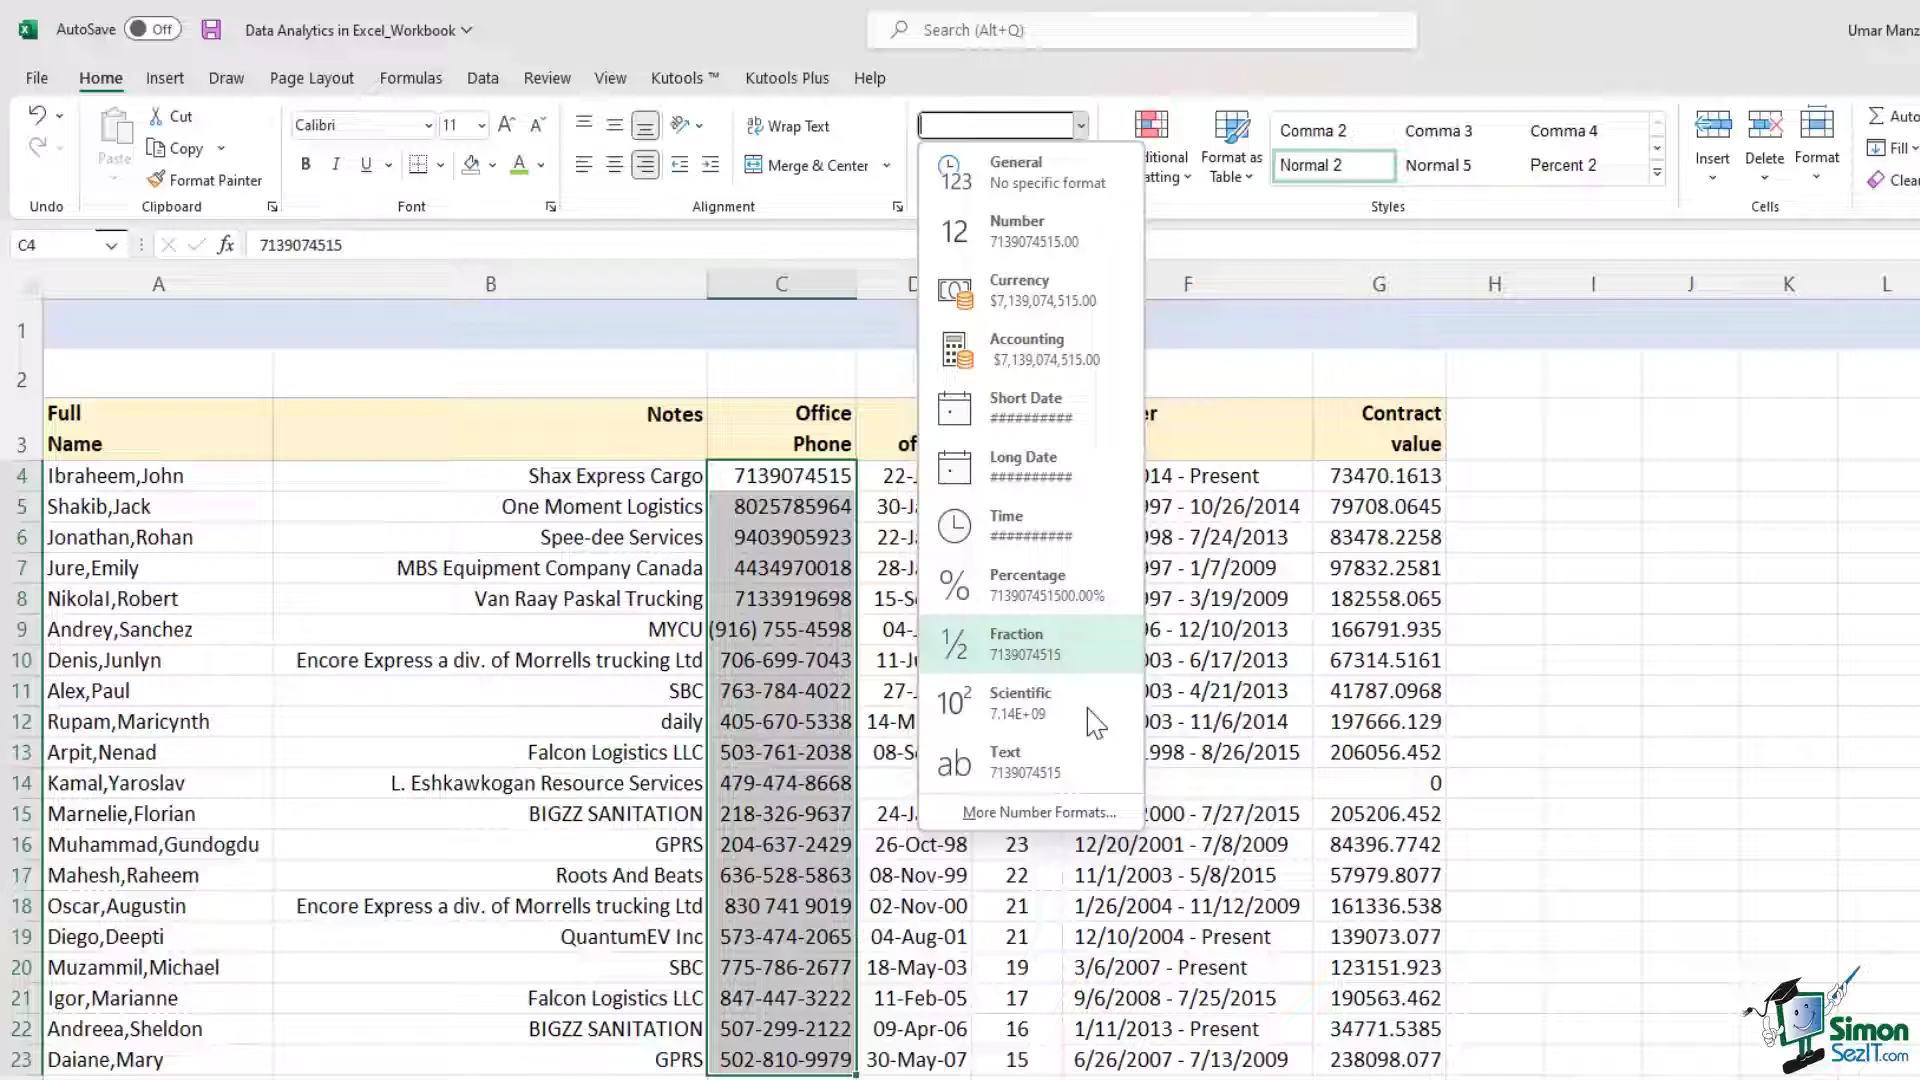 AutoSave Off Data Analytics in Excel_Workbook Search (Alt+Q) Umar Manz
File Home Insert Draw Page Layout Formulas Data Review View Kutools ™ Kutools Plus Help
Cut
Copy
Format Painter
Paste
Undo
Clipboard
Calibri 11
B I U
Font
Wrap Text
Merge & Center
Alignment
ditional
atting
Format as
Table
Comma 2 Comma 3 Comma 4
Normal 2 Normal 5 Percent 2
Styles
Insert Delete Format
Cells
Auto
Fill
Clear
C4 fx 7139074515
A B C D F G H I J K L
General
No specific format
Number
7139074515.00
Currency
$7,139,074,515.00
Accounting
$7,139,074,515.00
Short Date
##########
Long Date
##########
Time
##########
Percentage
713907451500.00%
Fraction
7139074515
Scientific
7.14E+09
Text
7139074515
More Number Formats...
1
2
3 Full Name Notes Office Phone of er Contract value
4 Ibraheem,John Shax Express Cargo 7139074515 22- 014 - Present 73470.1613
5 Shakib,Jack One Moment Logistics 8025785964 30-Ja 997 - 10/26/2014 79708.0645
6 Jonathan,Rohan Spee-dee Services 9403905923 22-Ja 998 - 7/24/2013 83478.2258
7 Jure,Emily MBS Equipment Company Canada 4434970018 28-Ja 997 - 1/7/2009 97832.2581
8 NikolaI,Robert Van Raay Paskal Trucking 7133919698 15-Se 997 - 3/19/2009 182558.065
9 Andrey,Sanchez MYCU (916) 755-4598 04- 06 - 12/10/2013 166791.935
10 Denis,Junlyn Encore Express a div. of Morrells trucking Ltd 706-699-7043 11-Ju 003 - 6/17/2013 67314.5161
11 Alex,Paul SBC 763-784-4022 27- 003 - 4/21/2013 41787.0968
12 Rupam,Maricynth daily 405-670-5338 14-M 003 - 11/6/2014 197666.129
13 Arpit,Nenad Falcon Logistics LLC 503-761-2038 08-Se 1998 - 8/26/2015 206056.452
14 Kamal,Yaroslav L. Eshkawkogan Resource Services 479-474-8668 0
15 Marnelie,Florian BIGZZ SANITATION 218-326-9637 24-Ja 2000 - 7/27/2015 205206.452
16 Muhammad,Gundogdu GPRS 204-637-2429 26-Oct-98 23 12/20/2001 - 7/8/2009 84396.7742
17 Mahesh,Raheem Roots And Beats 636-528-5863 08-Nov-99 22 11/1/2003 - 5/8/2015 57979.8077
18 Oscar,Augustin Encore Express a div. of Morrells trucking Ltd 830 741 9019 02-Nov-00 21 1/26/2004 - 11/12/2009 161336.538
19 Diego,Deepti QuantumEV Inc 573-474-2065 04-Aug-01 21 12/10/2004 - Present 139073.077
20 Muzammil,Michael SBC 775-786-2677 18-May-03 19 3/6/2007 - Present 123151.923
21 Igor,Marianne Falcon Logistics LLC 847-447-3222 11-Feb-05 17 9/6/2008 - 7/25/2015 190563.462
22 Andreea,Sheldon BIGZZ SANITATION 507-299-2122 09-Apr-06 16 1/11/2013 - Present 34771.5385
23 Daiane,Mary GPRS 502-810-9979 30-May-07 15 6/26/2007 - 7/13/2009 238098.077
Simon
SezIT.com